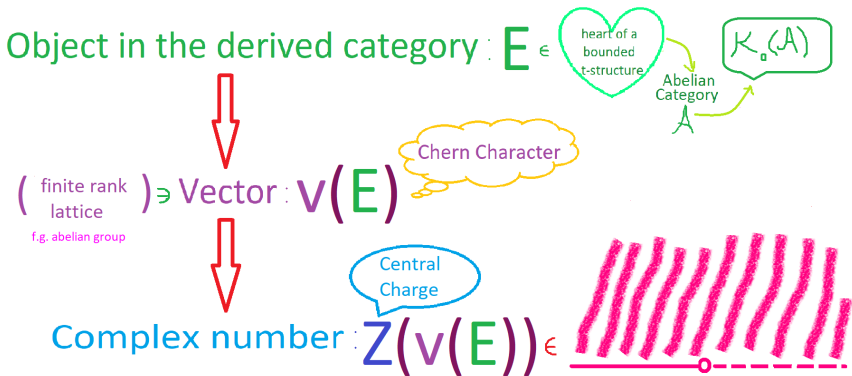 Object in the derived category : E ∈
heart of a
bounded
t-structure
Abelian
Category
A
K₀(A)
( finite rank
lattice ) ∋ Vector : v(E)
f.g. abelian group
Chern Character
Central
Charge
Complex number : Z(v(E)) ∈